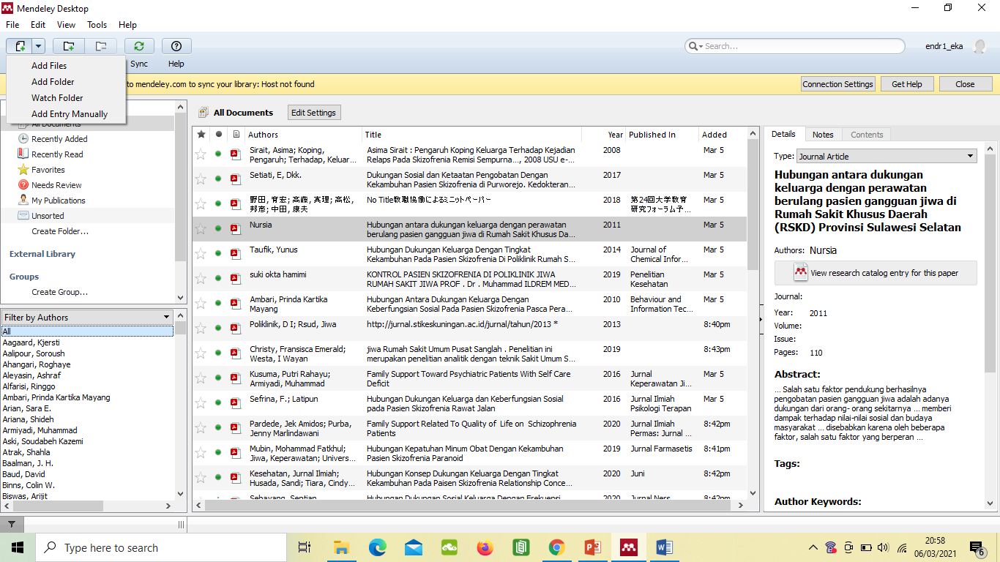 Mendeley Desktop
File Edit View Tools Help
Search...
endr1_eka
Add Files
Add Folder
Watch Folder
Add Entry Manually
Sync
Help
to mendeley.com to sync your library: Host not found
Connection Settings
Get Help
Close
All Documents
Recently Added
Recently Read
Favorites
Needs Review
My Publications
Unsorted
Create Folder...
External Library
Groups
Create Group...
Filter by Authors
All
Aagaard, Kjersti
Aalipour, Soroush
Ahangari, Roghaye
Aleyasin, Ashraf
Alfarisi, Ringgo
Ambari, Prinda Kartika Mayang
Arian, Sara E.
Ariana, Shideh
Armiyadi, Muhammad
Aski, Soudabeh Kazemi
Atrak, Shahla
Baalman, J. H.
Baud, David
Binns, Colin W.
Biswas, Arijit
All Documents
Edit Settings
Authors Title Year Published In Added
Sirait, Asima; Koping, Asima Sirait : Pengaruh Koping Keluarga Terhadap Kejadian 2008 Mar 5
Pengaruh; Terhadap, Keluar... Relaps Pada Skizofrenia Remisi Sempurna..., 2008 USU e-...
Setiati, E, Dkk. Dukungan Sosial dan Ketaatan Pengobatan Dengan 2017 Mar 5
Kekambuhan Pasien Skizofrenia di Purworejo. Kedokteran...
野田, 育宏; 高藤, 真理; 高松, No Title教職協働によるミニットペーパー 2018 第24回大学教育 Mar 5
邦彦; 中田, 康夫 研究フォーラム予...
Nursia Hubungan antara dukungan keluarga dengan perawatan 2011 Mar 5
berulang pasien gangguan jiwa di Rumah Sakit Khusus Da...
Taufik, Yunus Hubungan Dukungan Keluarga Dengan Tingkat 2014 Journal of Mar 5
Kekambuhan Pada Pasien Skizofrenia Di Poliklinik Rumah S... Chemical Infor...
suki okta hamimi KONTROL PASIEN SKIZOFRENIA DI POLIKLINIK JIWA 2019 Penelitian Mar 5
RUMAH SAKIT JIWA PROF . Dr . Muhammad ILDREM MED... Kesehatan
Ambari, Prinda Kartika Hubungan Antara Dukungan Keluarga Dengan 2010 Behaviour and Mar 5
Mayang Keberfungsian Sosial Pada Pasien Skizofrenia Pasca Pera... Information Tec...
Poliklinik, D I; Rsud, Jiwa http://jurnal.stikeskuningan.ac.id/jurnal/tahun/2013 * 2013 8:40pm
Christy, Fransisca Emerald; jiwa Rumah Sakit Umum Pusat Sanglah . Penelitian ini 2019 8:43pm
Westa, I Wayan merupakan penelitian analitik dengan teknik Sakit Umum S...
Kusuma, Putri Rahayu; Family Support Toward Psychiatric Patients With Self Care 2016 Jurnal Mar 5
Armiyadi, Muhammad Deficit Keperawatan Ji...
Sefrina, F.; Latipun Hubungan Dukungan Keluarga dan Keberfungsian Sosial 2016 Jurnal Ilmiah Mar 5
pada Pasien Skizofrenia Rawat Jalan Psikologi Terapan
Pardede, Jek Amidos; Purba, Family Support Related To Quality of Life on Schizophrenia 2020 Jurnal Ilmiah 8:42pm
Jenny Marlindawani Patients Permas: Jurnal ...
Mubin, Mohammad Fatkhul; Hubungan Kepatuhan Minum Obat Dengan Kekambuhan 2019 Jurnal Farmasetis 8:41pm
Jiwa, Keperawatan; Univers... Pasien Skizofrenia Paranoid
Kesehatan, Jurnal Ilmiah; Hubungan Konsep Dukungan Keluarga Dengan Tingkat 2020 Juni 8:42pm
Husada, Sandi; Tiara, Cindy... Kekambuhan Pada Paisen Skizofrenia Relationship Conce...
Sebayang, Septian Hubungan Dukungan Sosial Keluarga Dengan Frekuensi 2020 Jurnal Ners 8:42pm
Details Notes Contents
Type: Journal Article
Hubungan antara dukungan
keluarga dengan perawatan
berulang pasien gangguan jiwa di
Rumah Sakit Khusus Daerah
(RSKD) Provinsi Sulawesi Selatan
Authors: Nursia
View research catalog entry for this paper
Journal:
Year: 2011
Volume:
Issue:
Pages: 110
Abstract:
... Salah satu faktor pendukung berhasilnya
pengobatan pasien gangguan jiwa adalah adanya
dukungan dari orang- orang sekitarnya ... memberi
dampak terhadap nilai-nilai sosial dan budaya
masyarakat ... disebabkan karena oleh beberapa
faktor, salah satu faktor yang berperan ...
Tags:
Author Keywords:
Type here to search
20:58
06/03/2021
6